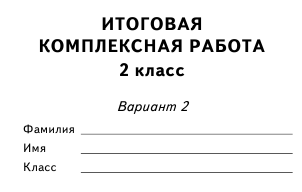 ИТОГОВАЯ
КОМПЛЕКСНАЯ РАБОТА
2 класс
Вариант 2
Фамилия
Имя
Класс